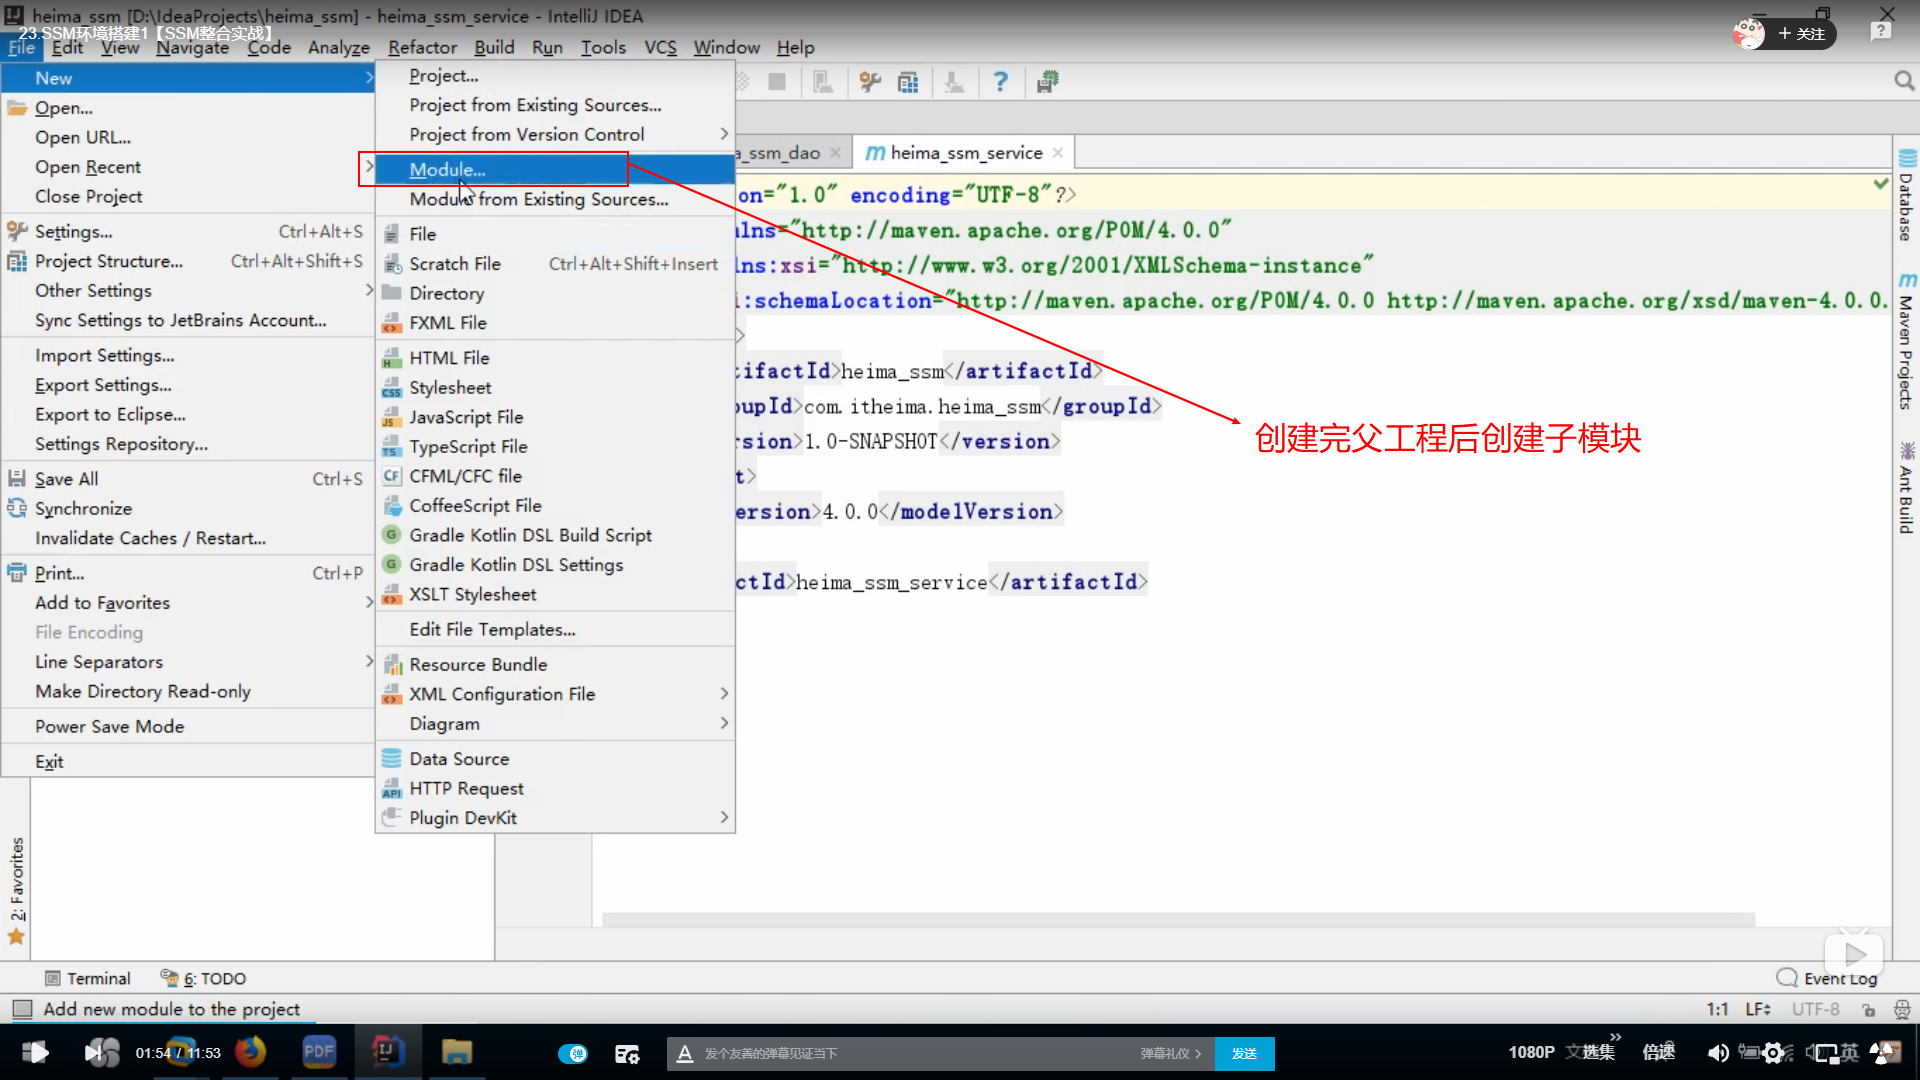 heima_ssm [D:\IdeaProjects\heima_ssm] - heima_ssm_service - IntelliJ IDEA
23.SSM环境搭建1【SSM整合实战】
+ 关注
File Edit View Navigate Code Analyze Refactor Build Run Tools VCS Window Help
New
Open...
Open URL...
Open Recent
Close Project
Settings... Ctrl+Alt+S
Project Structure... Ctrl+Alt+Shift+S
Other Settings
Sync Settings to JetBrains Account...
Import Settings...
Export Settings...
Export to Eclipse...
Settings Repository...
Save All Ctrl+S
Synchronize
Invalidate Caches / Restart...
Print... Ctrl+P
Add to Favorites
File Encoding
Line Separators
Make Directory Read-only
Power Save Mode
Exit
Project...
Project from Existing Sources...
Project from Version Control
Module...
Module from Existing Sources...
File
Scratch File Ctrl+Alt+Shift+Insert
Directory
FXML File
HTML File
Stylesheet
JavaScript File
TypeScript File
CFML/CFC file
CoffeeScript File
Gradle Kotlin DSL Build Script
Gradle Kotlin DSL Settings
XSLT Stylesheet
Edit File Templates...
Resource Bundle
XML Configuration File
Diagram
Data Source
HTTP Request
Plugin DevKit
a_ssm_dao
heima_ssm_service
on="1.0" encoding="UTF-8"?>
lns="http://maven.apache.org/POM/4.0.0"
lns:xsi="http://www.w3.org/2001/XMLSchema-instance"
i:schemaLocation="http://maven.apache.org/POM/4.0.0 http://maven.apache.org/xsd/maven-4.0.0.
>
tifactId>heima_ssm</artifactId>
oupId>com.itheima.heima_ssm</groupId>
rsion>1.0-SNAPSHOT</version>
t>
ersion>4.0.0</modelVersion>
ctId>heima_ssm_service</artifactId>
创建完父工程后创建子模块
Database
Maven Projects
Ant Build
2: Favorites
Terminal
6: TODO
Event Log
Add new module to the project
1:1 LF UTF-8
01:54 / 11:53
PDF
弹
发个友善的弹幕见证当下
弹幕礼仪 >
发送
1080P
选集
倍速
英